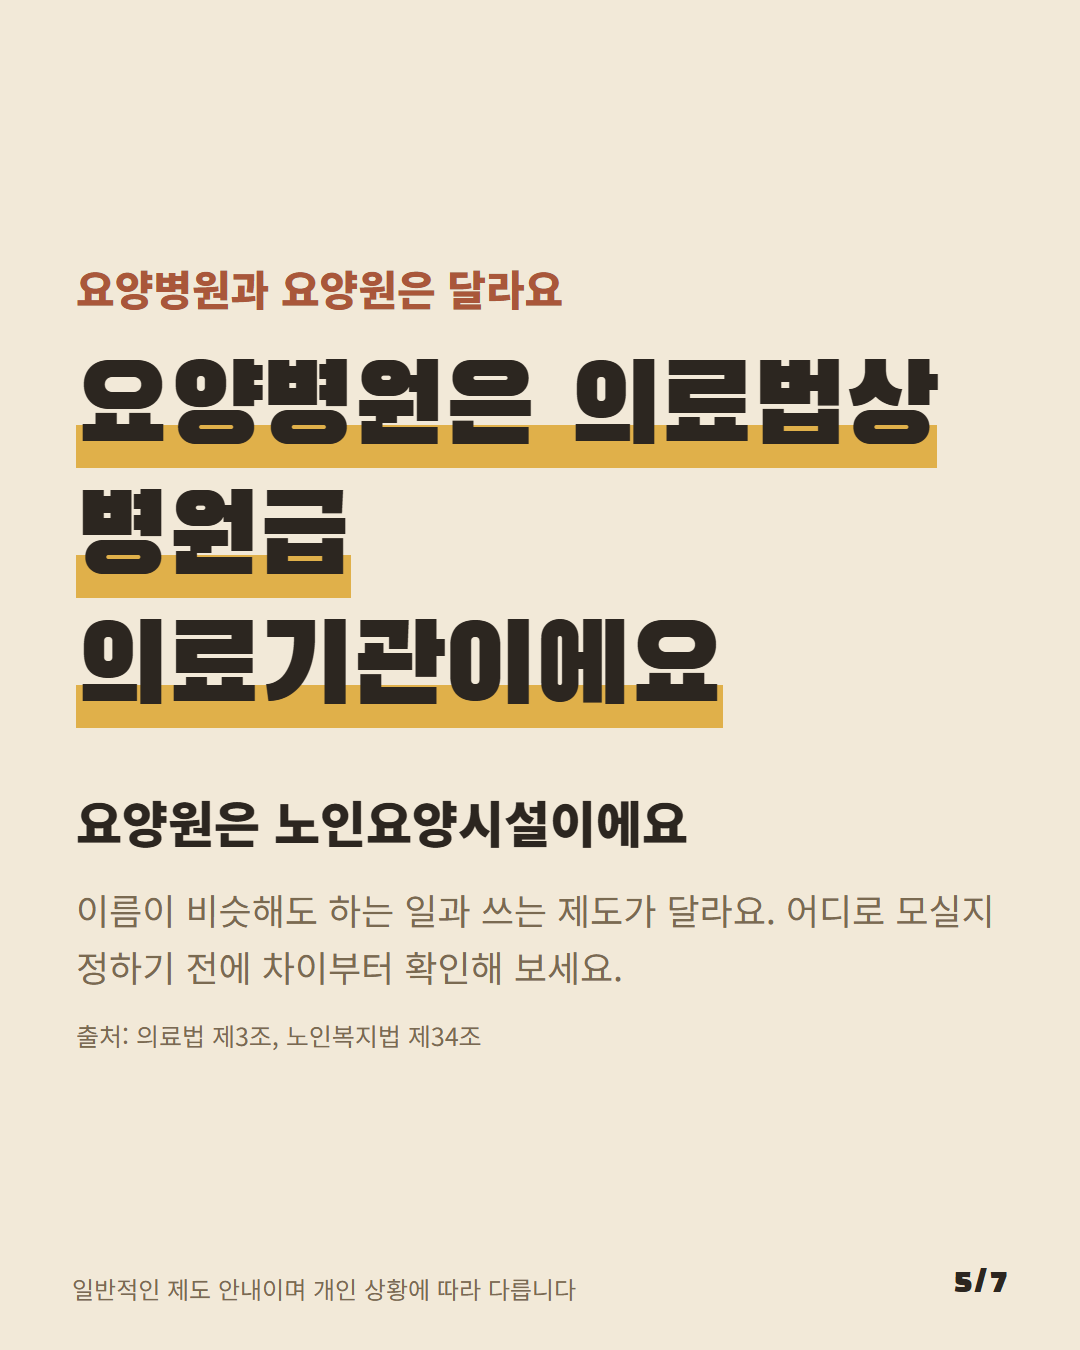 요양병원과 요양원은 달라요
요양병원은 의료법상
병원급
의료기관이에요
요양원은 노인요양시설이에요
이름이 비슷해도 하는 일과 쓰는 제도가 달라요. 어디로 모실지
정하기 전에 차이부터 확인해 보세요.
출처: 의료법 제3조, 노인복지법 제34조
일반적인 제도 안내이며 개인 상황에 따라 다릅니다
5/7